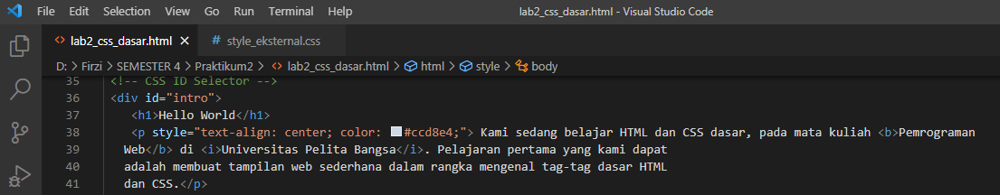 File Edit Selection View Go Run Terminal Help lab2_css_dasar.html - Visual Studio Code
<> lab2_css_dasar.html × # style_eksternal.css
D: > Firzi > SEMESTER 4 > Praktikum2 > <> lab2_css_dasar.html > html > style > body
35 <!-- CSS ID Selector -->
36 <div id="intro">
37 <h1>Hello World</h1>
38 <p style="text-align: center; color: #ccd8e4;"> Kami sedang belajar HTML dan CSS dasar, pada mata kuliah <b>Pemrograman
39 Web</b> di <i>Universitas Pelita Bangsa</i>. Pelajaran pertama yang kami dapat
40 adalah membuat tampilan web sederhana dalam rangka mengenal tag-tag dasar HTML
41 dan CSS.</p>